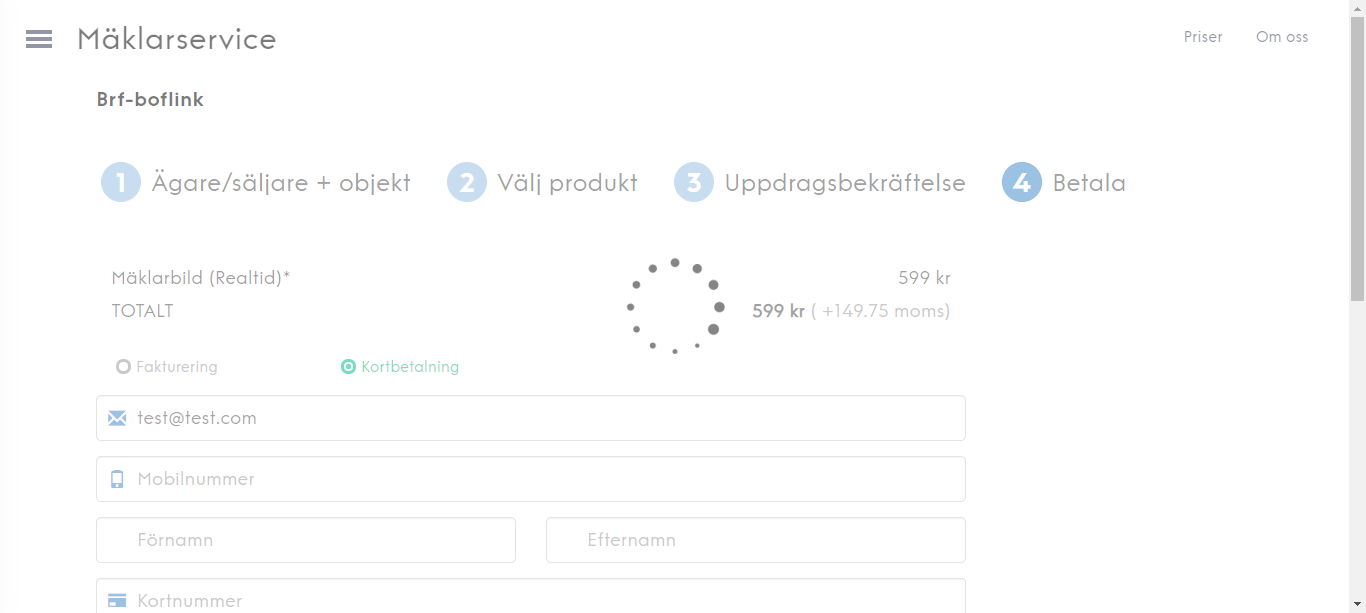 Mäklarservice
Priser
Om oss
Brf-boflink
1 Ägare/säljare + objekt
2 Välj produkt
3 Uppdragsbekräftelse
4 Betala
Mäklarbild (Realtid)* 599 kr
TOTALT 599 kr ( +149.75 moms)
Fakturering
Kortbetalning
test@test.com
Mobilnummer
Förnamn
Efternamn
Kortnummer